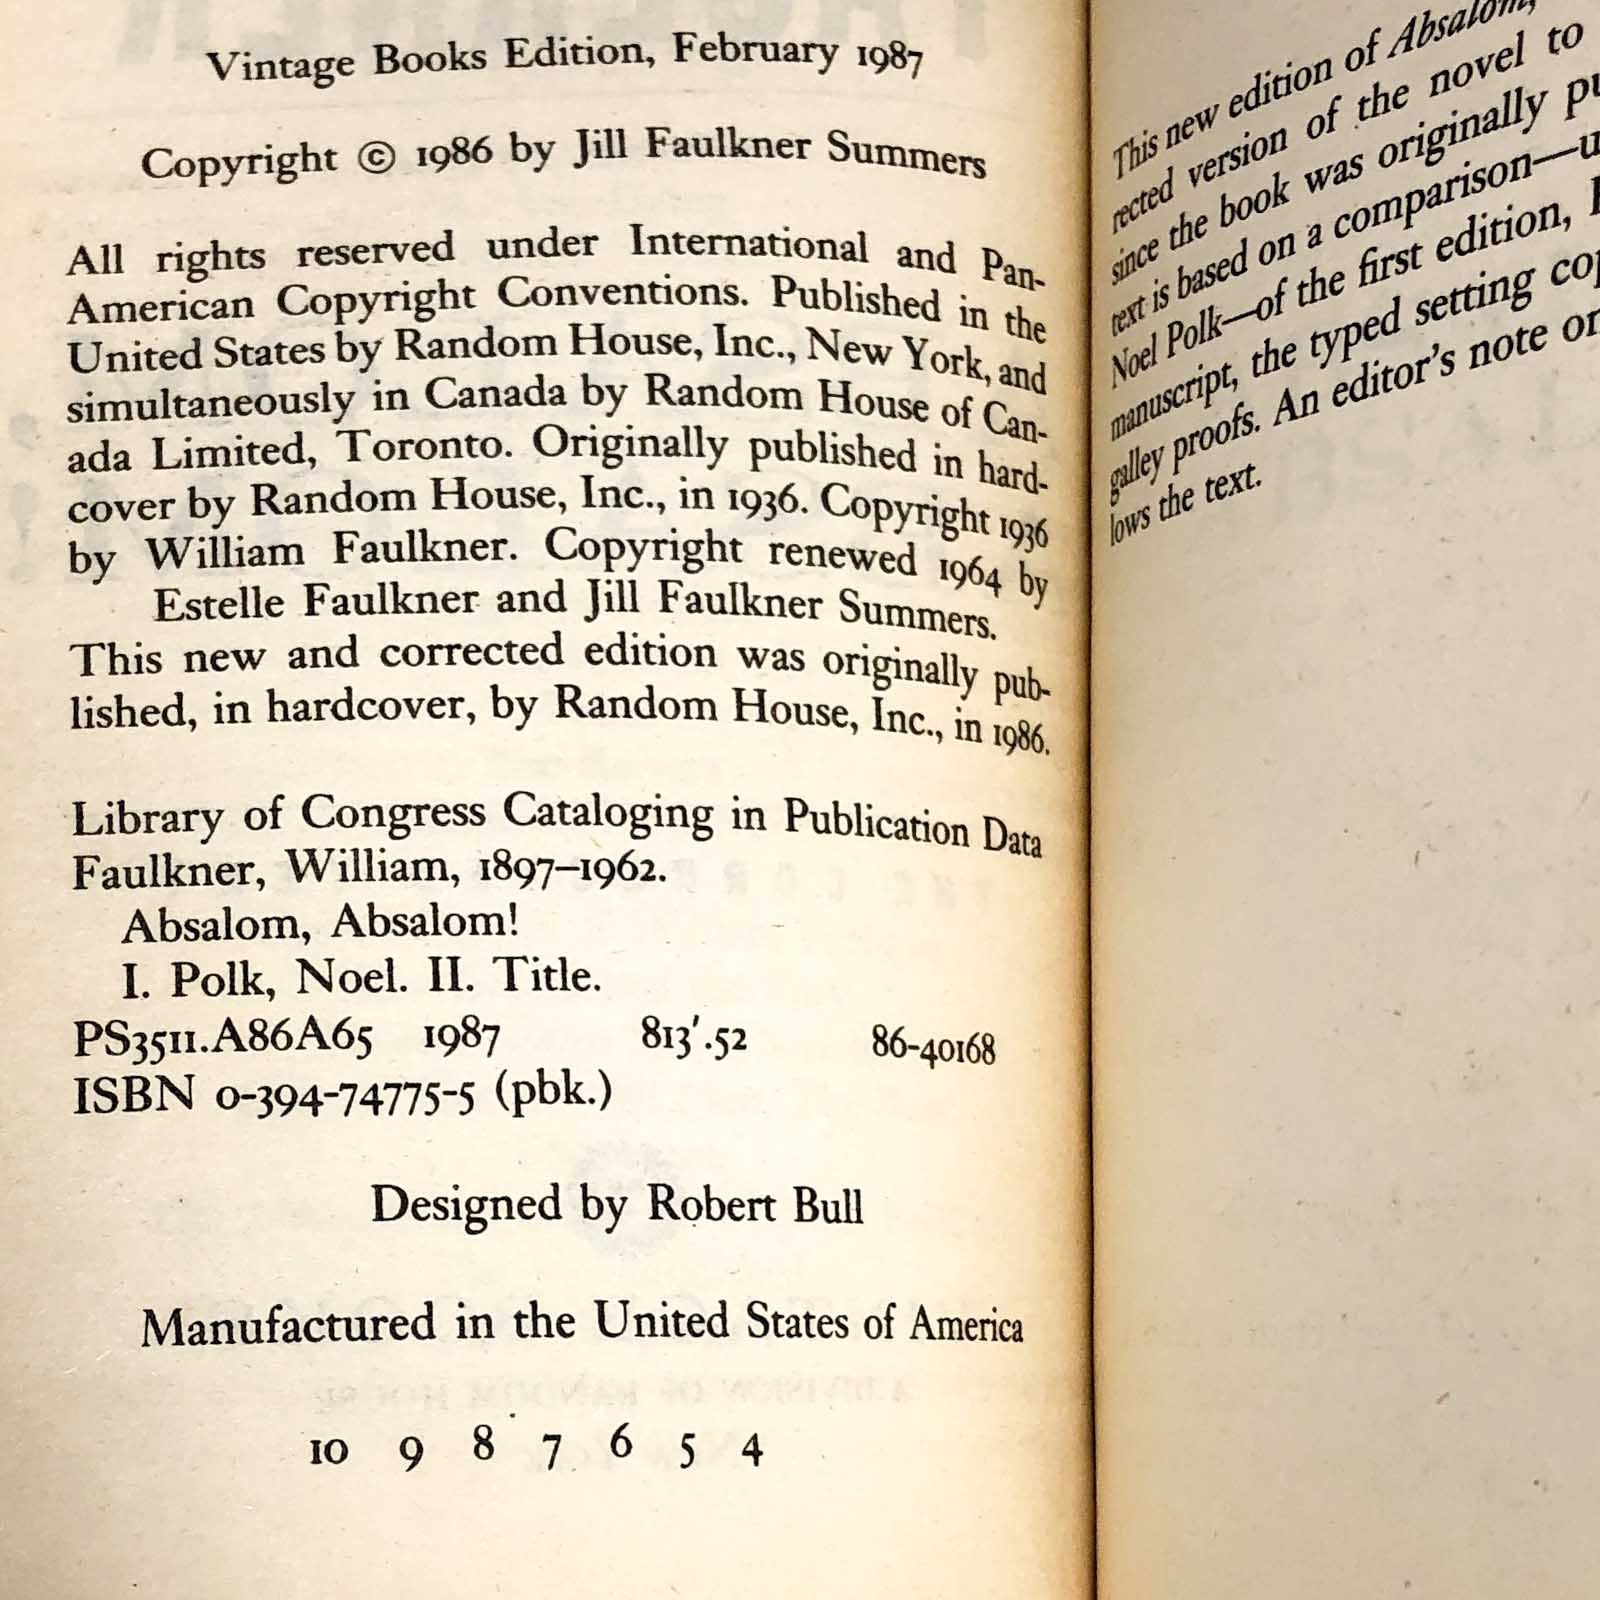 Vintage Books Edition, February 1987
Copyright © 1986 by Jill Faulkner Summers
All rights reserved under International and Pan-
American Copyright Conventions. Published in the
United States by Random House, Inc., New York, and
simultaneously in Canada by Random House of Can-
ada Limited, Toronto. Originally published in hard-
cover by Random House, Inc., in 1936. Copyright 1936
by William Faulkner. Copyright renewed 1964 by
Estelle Faulkner and Jill Faulkner Summers.
This new and corrected edition was originally pub-
lished, in hardcover, by Random House, Inc., in 1986.
Library of Congress Cataloging in Publication Data
Faulkner, William, 1897–1962.
Absalom, Absalom!
I. Polk, Noel. II. Title.
PS3511.A86A65 1987 813'.52 86-40168
ISBN 0-394-74775-5 (pbk.)
Designed by Robert Bull
Manufactured in the United States of America
10 9 8 7 6 5 4
This new edition of Absalom,
rected version of the novel to
since the book was originally
text is based on a comparison—
Noel Polk—of the first edition,
manuscript, the typed setting
galley proofs. An editor's note
lows the text.